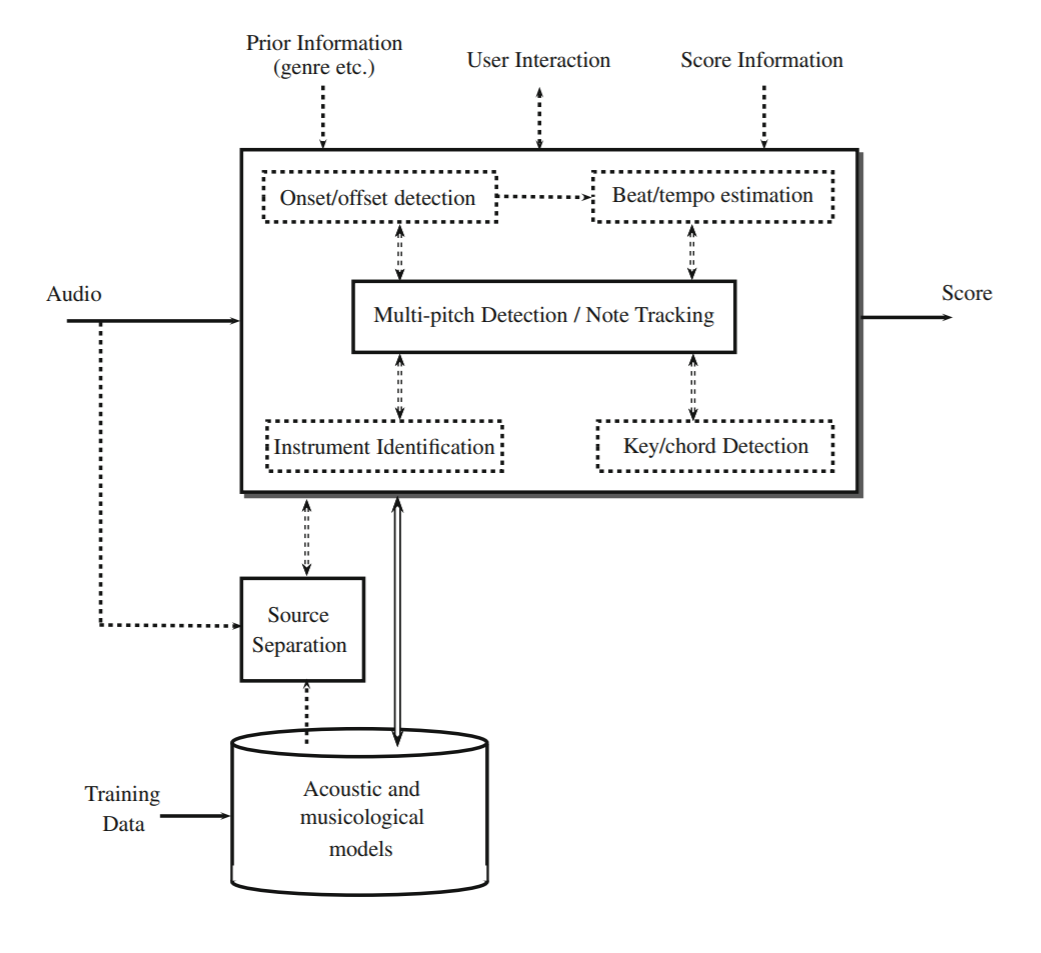 Prior Information
(genre etc.)
User Interaction
Score Information
Onset/offset detection
Beat/tempo estimation
Audio
Multi-pitch Detection / Note Tracking
Score
Instrument Identification
Key/chord Detection
Source
Separation
Training
Data
Acoustic and
musicological
models